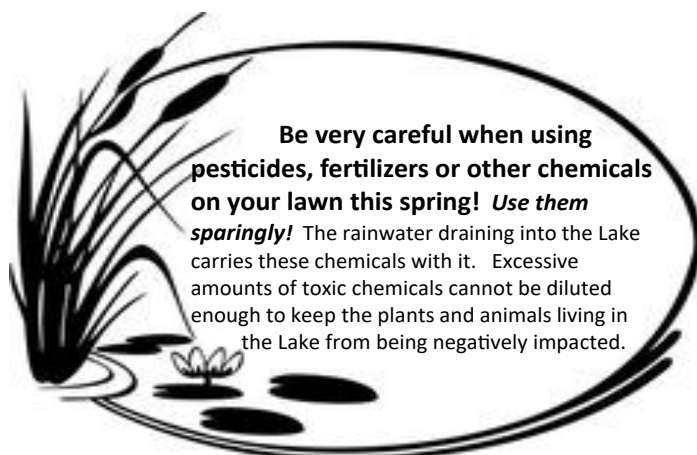 Be very careful when using
pesticides, fertilizers or other chemicals
on your lawn this spring! Use them
sparingly! The rainwater draining into the Lake
carries these chemicals with it. Excessive
amounts of toxic chemicals cannot be diluted
enough to keep the plants and animals living in
the Lake from being negatively impacted.